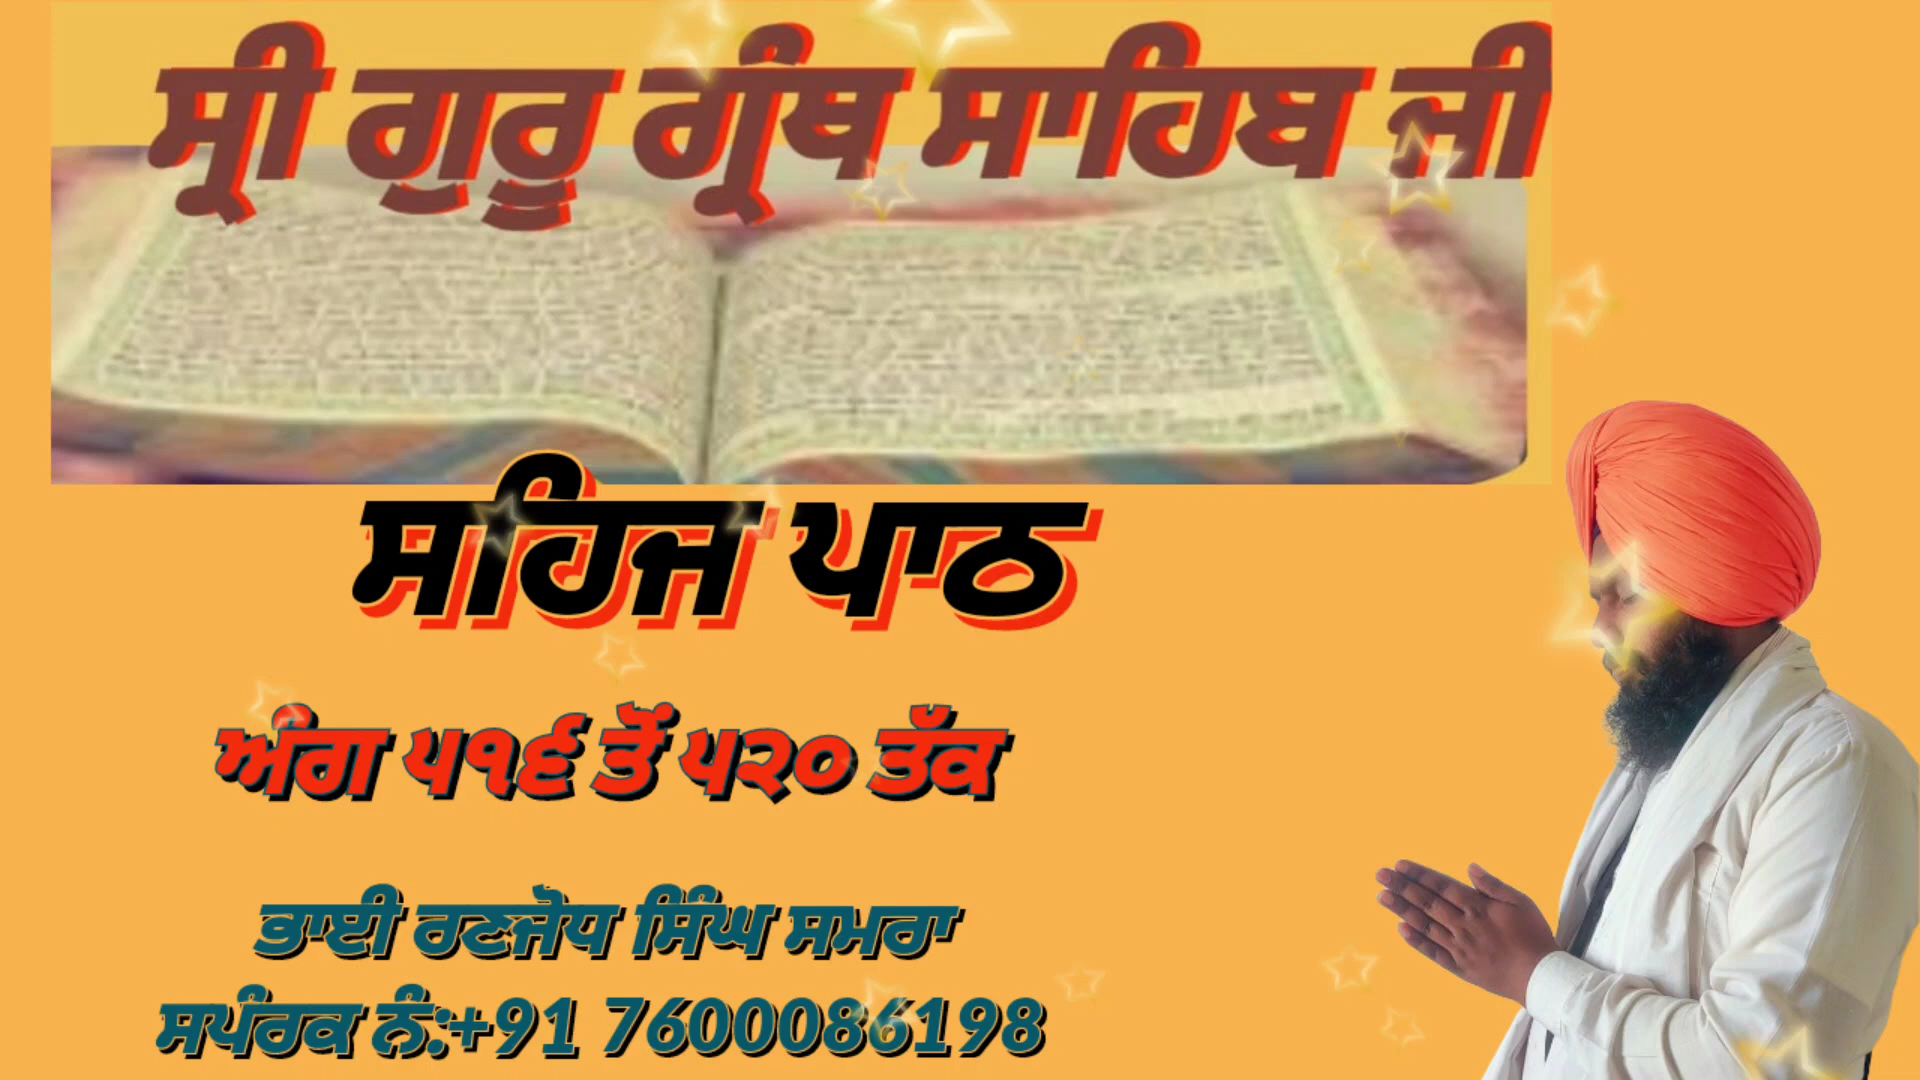 ਸ੍ਰੀ ਗੁਰੂ ਗ੍ਰੰਥ ਸਾਹਿਬ ਜੀ
ਸਹਿਜ ਪਾਠ
ਅੰਗ ੫੧੬ ਤੋਂ ੫੨੦ ਤੱਕ
ਭਾਈ ਰਣਜੋਧ ਸਿੰਘ ਸਮਰਾ
ਸਪੰਰਕ ਨੰ:+91 7600086198